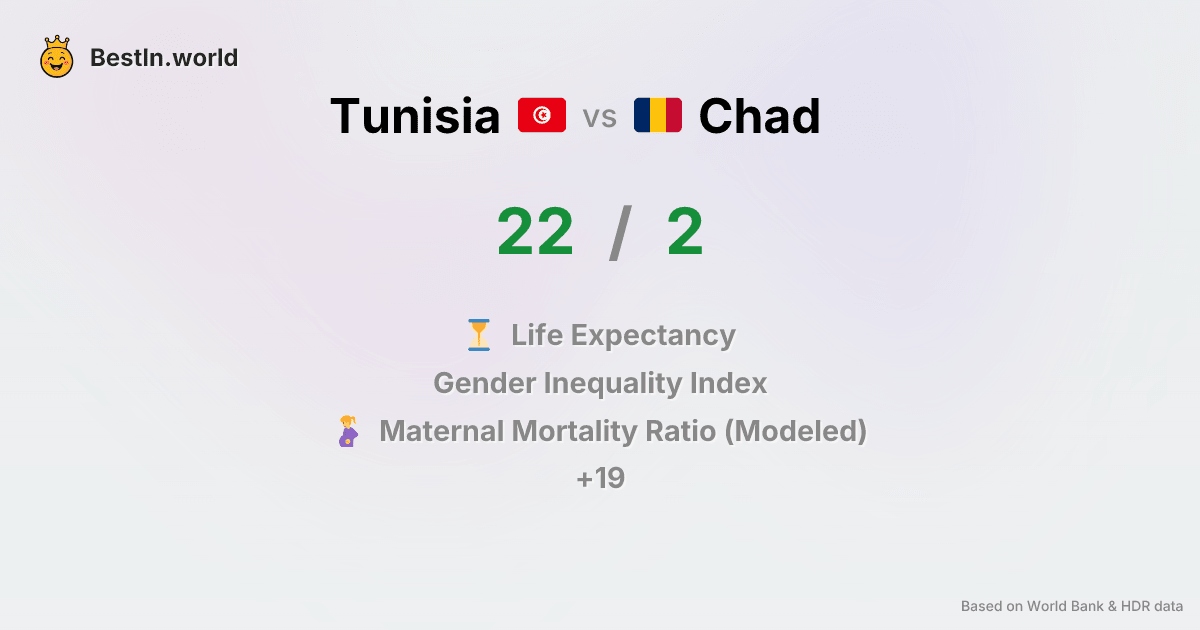 BestIn.world
Tunisia vs Chad
22 / 2
Life Expectancy
Gender Inequality Index
Maternal Mortality Ratio (Modeled)
+19
Based on World Bank & HDR data